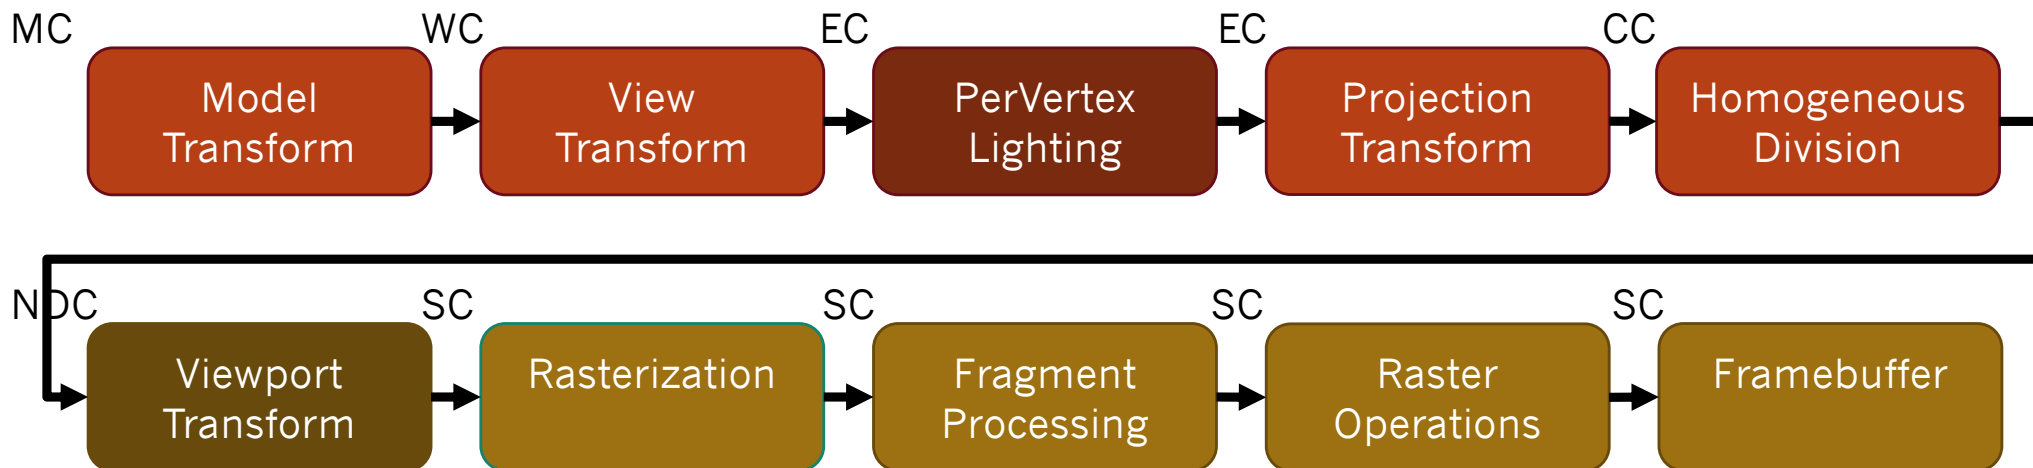 MC
WC
EC
EC
CC
Model
Transform
View
Transform
PerVertex
Lighting
Projection
Transform
Homogeneous
Division
NDC
SC
SC
SC
SC
Viewport
Transform
Rasterization
Fragment
Processing
Raster
Operations
Framebuffer